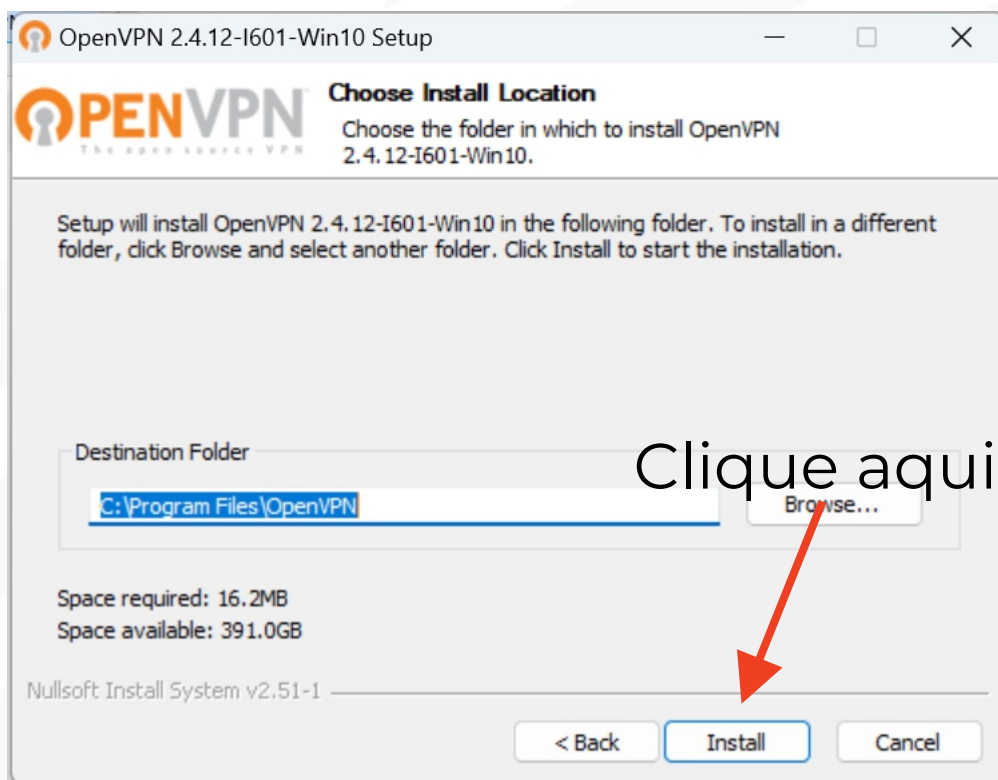 OpenVPN 2.4.12-I601-Win10 Setup
OPENVPN
The open source VPN
Choose Install Location
Choose the folder in which to install OpenVPN
2.4.12-I601-Win10.
Setup will install OpenVPN 2.4.12-I601-Win10 in the following folder. To install in a different
folder, click Browse and select another folder. Click Install to start the installation.
Destination Folder
Clique aqui
C:\Program Files\OpenVPN
Browse...
Space required: 16.2MB
Space available: 391.0GB
Nullsoft Install System v2.51-1
< Back Install Cancel